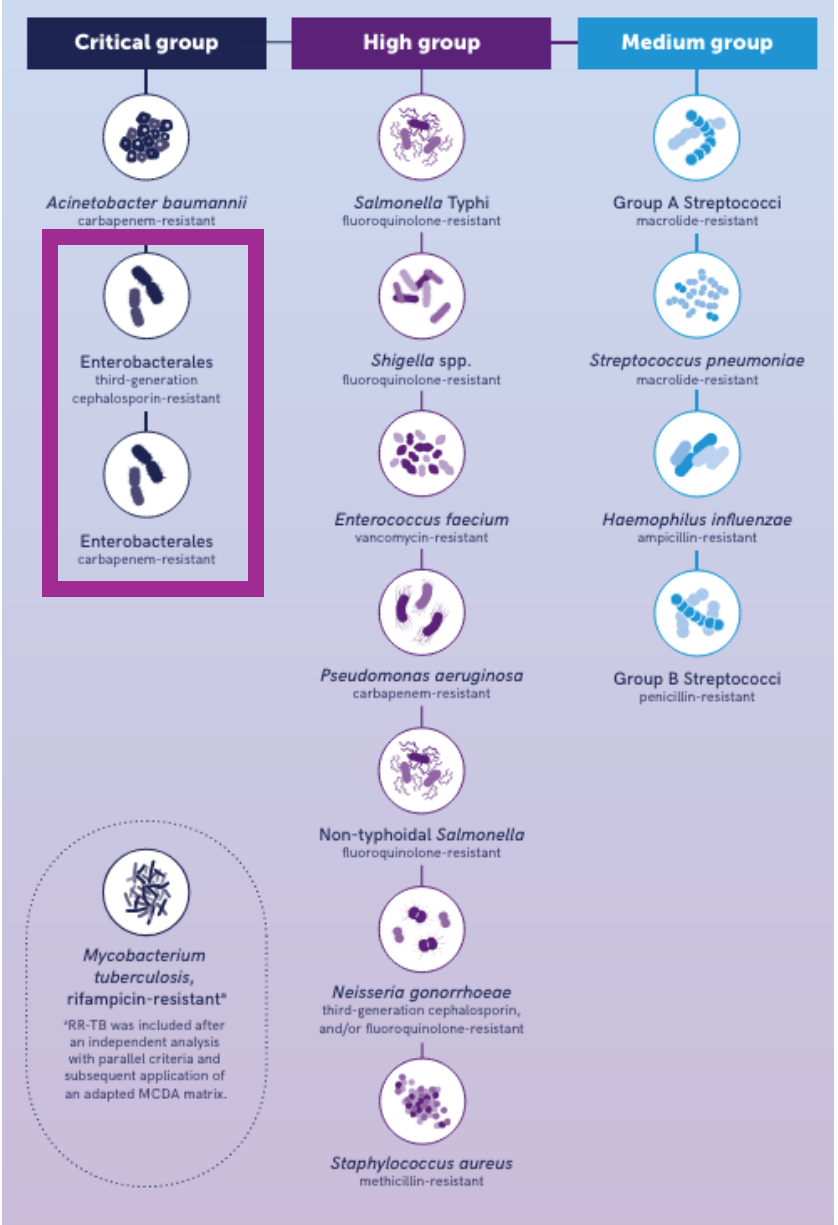 Critical group
High group
Medium group
Acinetobacter baumannii
carbapenem-resistant
Enterobacterales
third-generation
cephalosporin-resistant
Enterobacterales
carbapenem-resistant
Mycobacterium
tuberculosis,
rifampicin-resistantᵃ
ᵃRR-TB was included after
an independent analysis
with parallel criteria and
subsequent application of
an adapted MCDA matrix.
Salmonella Typhi
fluoroquinolone-resistant
Shigella spp.
fluoroquinolone-resistant
Enterococcus faecium
vancomycin-resistant
Pseudomonas aeruginosa
carbapenem-resistant
Non-typhoidal Salmonella
fluoroquinolone-resistant
Neisseria gonorrhoeae
third-generation cephalosporin,
and/or fluoroquinolone-resistant
Staphylococcus aureus
methicillin-resistant
Group A Streptococci
macrolide-resistant
Streptococcus pneumoniae
macrolide-resistant
Haemophilus influenzae
ampicillin-resistant
Group B Streptococci
penicillin-resistant